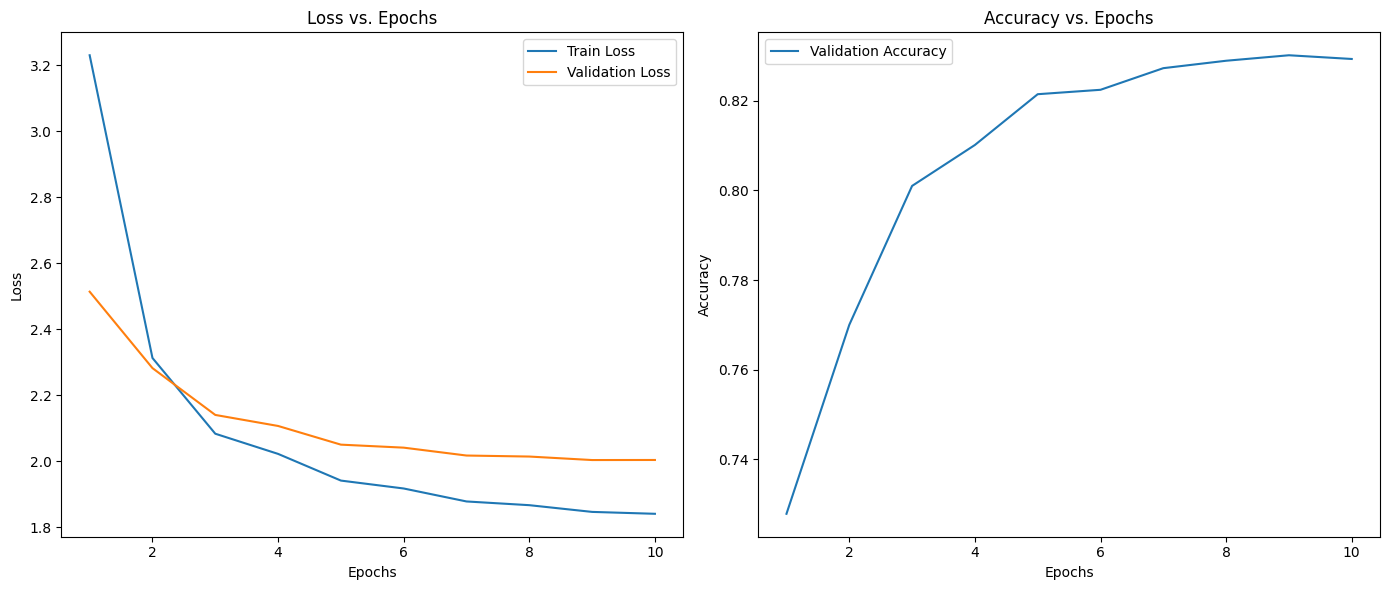 Loss vs. Epochs
Train Loss
Validation Loss
3.2
3.0
2.8
2.6
2.4
2.2
2.0
1.8
Loss
2 4 6 8 10
Epochs
Accuracy vs. Epochs
Validation Accuracy
0.82
0.80
0.78
0.76
0.74
Accuracy
2 4 6 8 10
Epochs